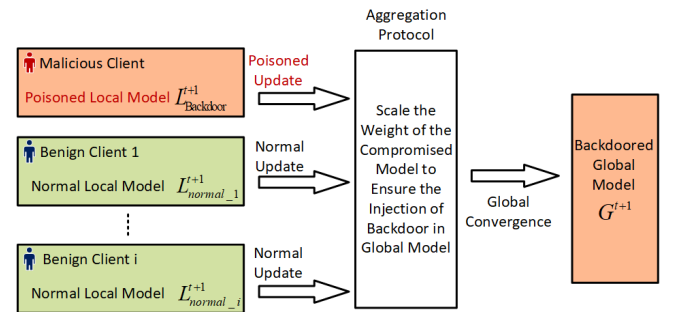 Aggregation
Protocol
Malicious Client
Poisoned Local Model L^{t+1}_{Backdoor}
Poisoned
Update
Benign Client 1
Normal Local Model L^{t+1}_{normal_1}
Normal
Update
Benign Client i
Normal Local Model L^{t+1}_{normal_i}
Normal
Update
Scale the
Weight of the
Compromised
Model to
Ensure the
Injection of
Backdoor in
Global Model
Global
Convergence
Backdoored
Global
Model
G^{t+1}